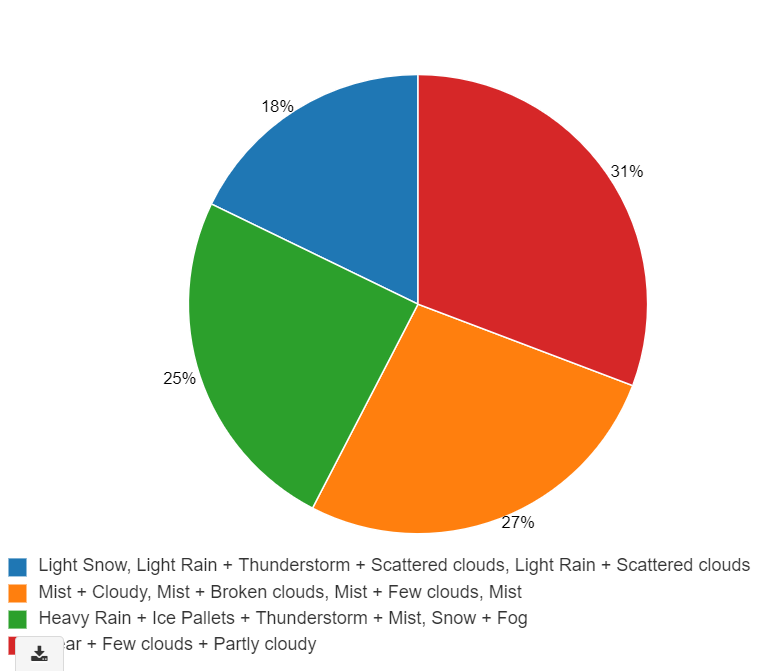 18%
31%
25%
27%
Light Snow, Light Rain + Thunderstorm + Scattered clouds, Light Rain + Scattered clouds
Mist + Cloudy, Mist + Broken clouds, Mist + Few clouds, Mist
Heavy Rain + Ice Pallets + Thunderstorm + Mist, Snow + Fog
+ Few clouds + Partly cloudy